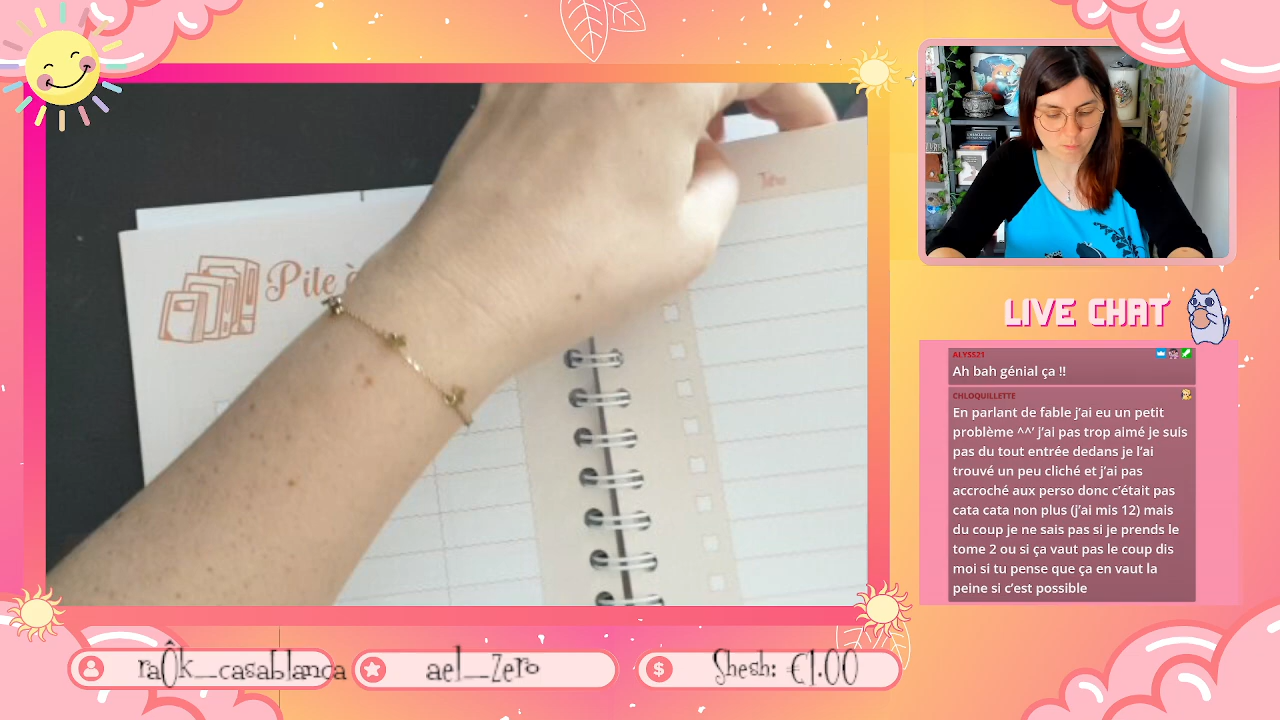 Pile à
Titre
TURE
LIVE CHAT
ALYSS21
Ah bah génial ça !!
CHLOQUILLETTE
En parlant de fable j'ai eu un petit
problème ^^' j'ai pas trop aimé je suis
pas du tout entrée dedans je l'ai
trouvé un peu cliché et j'ai pas
accroché aux perso donc c'était pas
cata cata non plus (j'ai mis 12) mais
du coup je ne sais pas si je prends le
tome 2 ou si ça vaut pas le coup dis
moi si tu pense que ça en vaut la
peine si c'est possible
raÔk_casablanca
ael_Zero
$
Shesh: €1.00